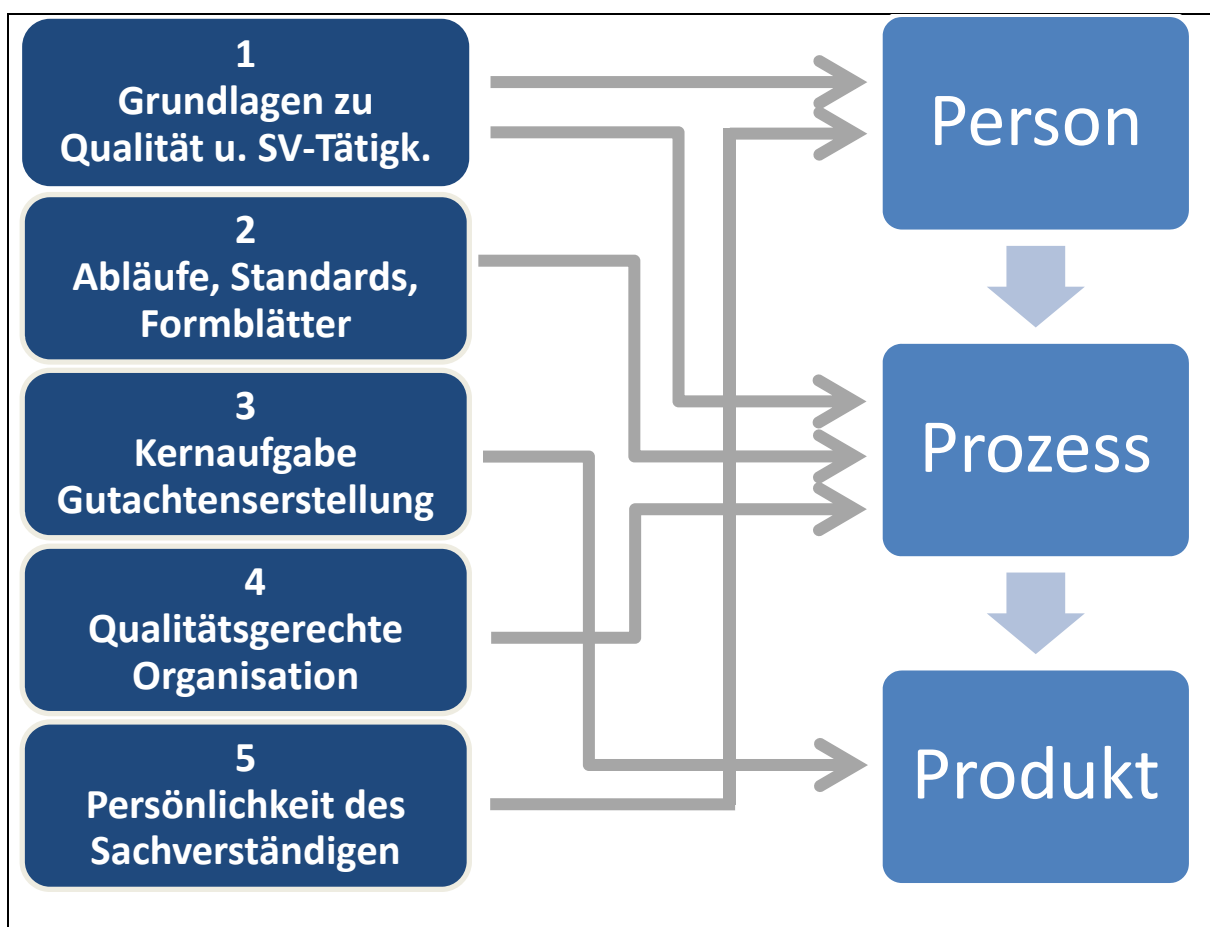 1
Grundlagen zu
Qualität u. SV-Tätigk.
2
Abläufe, Standards,
Formblätter
3
Kernaufgabe
Gutachtenserstellung
4
Qualitätsgerechte
Organisation
5
Persönlichkeit des
Sachverständigen
Person
Prozess
Produkt